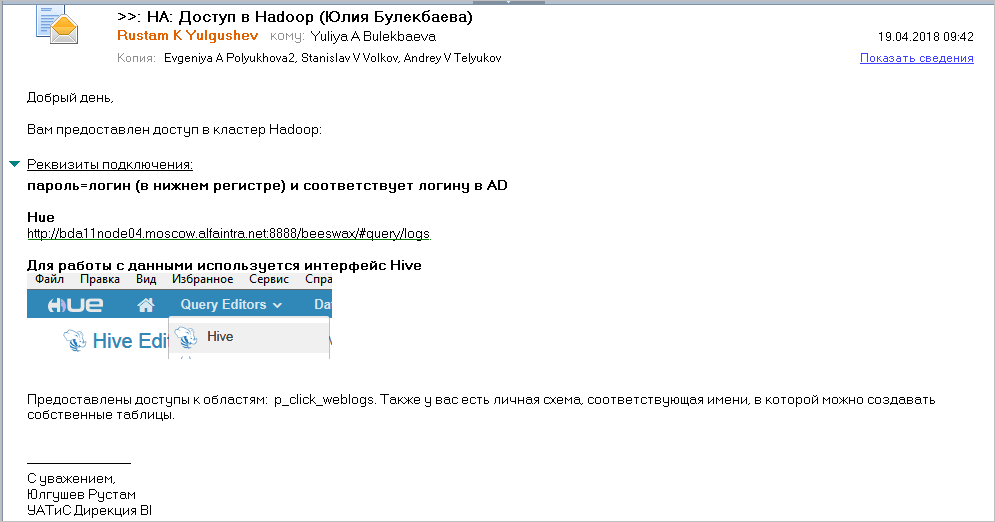 >>: НА: Доступ в Hadoop (Юлия Булекбаева)
Rustam K Yulgushev кому: Yuliya A Bulekbaeva
19.04.2018 09:42
Копия: Evgeniya A Polyukhova2, Stanislav V Volkov, Andrey V Telyukov
Показать сведения
Добрый день,
Вам предоставлен доступ в кластер Hadoop:
Реквизиты подключения:
пароль=логин (в нижнем регистре) и соответствует логину в AD
Hue
http://bda11node04.moscow.alfaintra.net:8888/beeswax/#query/logs
Для работы с данными используется интерфейс Hive
Файл Правка Вид Избранное Сервис Спра
HUE Query Editors Da
Hive Edi Hive
Предоставлены доступы к областям: p_click_weblogs. Также у вас есть личная схема, соответствующая имени, в которой можно создавать
собственные таблицы.
С уважением,
Юлгушев Рустам
УАТиС Дирекция BI